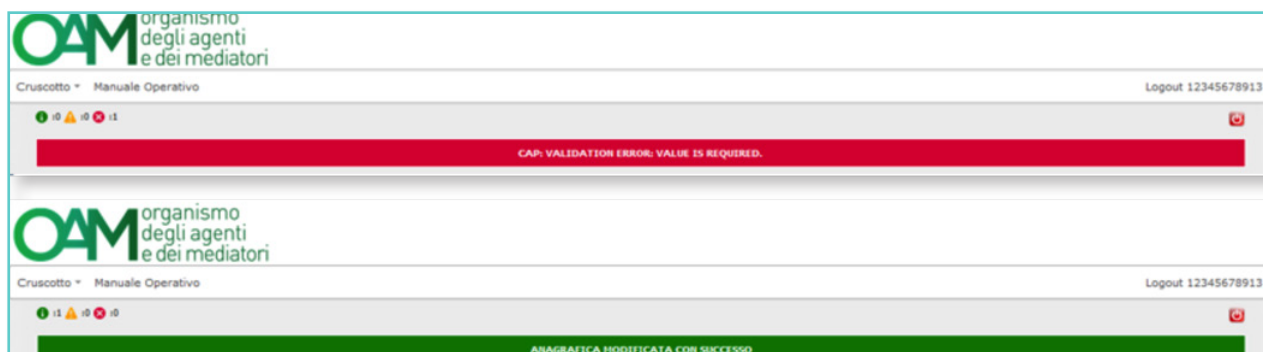 OAM organismo
degli agenti
e dei mediatori
Cruscotto Manuale Operativo Logout 12345678913
:0 :0 :1
CAP: VALIDATION ERROR: VALUE IS REQUIRED.
OAM organismo
degli agenti
e dei mediatori
Cruscotto Manuale Operativo Logout 12345678913
:1 :0 :0
ANAGRAFICA MODIFICATA CON SUCCESSO